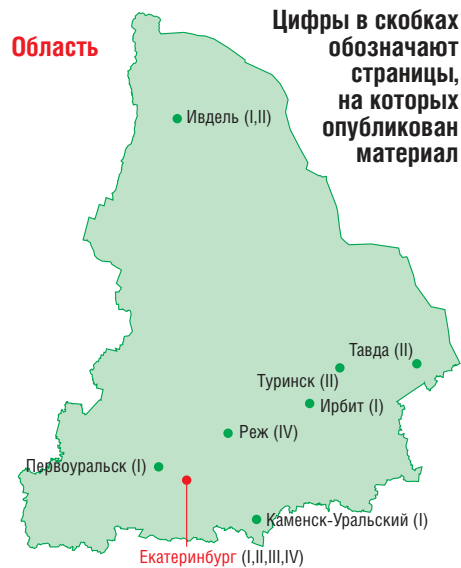 Область
Цифры в скобках
обозначают
страницы,
на которых
опубликован
материал
Ивдель (I,II)
Тавда (II)
Туринск (II)
Ирбит (I)
Реж (IV)
Первоуральск (I)
Каменск-Уральский (I)
Екатеринбург (I,II,III,IV)